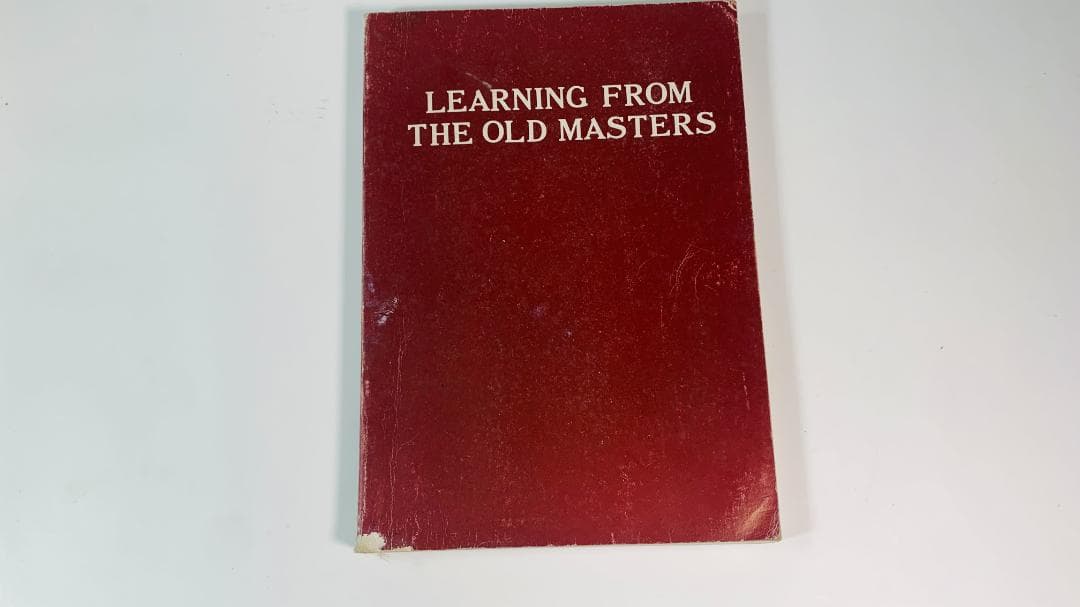 LEARNING FROM
THE OLD MASTERS